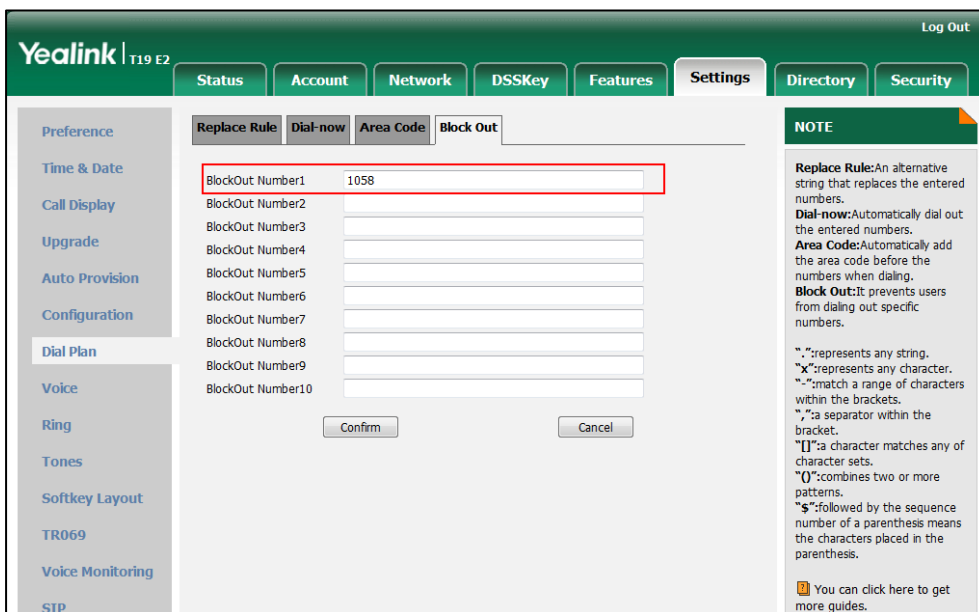 Log Out
Yealink T19 E2
Status Account Network DSSKey Features Settings Directory Security
Preference
Time & Date
Call Display
Upgrade
Auto Provision
Configuration
Dial Plan
Voice
Ring
Tones
Softkey Layout
TR069
Voice Monitoring
SIP
Replace Rule Dial-now Area Code Block Out
BlockOut Number1 1058
BlockOut Number2
BlockOut Number3
BlockOut Number4
BlockOut Number5
BlockOut Number6
BlockOut Number7
BlockOut Number8
BlockOut Number9
BlockOut Number10
Confirm Cancel
NOTE
Replace Rule:An alternative
string that replaces the entered
numbers.
Dial-now:Automatically dial out
the entered numbers.
Area Code:Automatically add
the area code before the
numbers when dialing.
Block Out:It prevents users
from dialing out specific
numbers.
".":represents any string.
"x":represents any character.
"-":match a range of characters
within the brackets.
",":a separator within the
bracket.
"[]":a character matches any of
character sets.
"()":combines two or more
patterns.
"$":followed by the sequence
number of a parenthesis means
the characters placed in the
parenthesis.
You can click here to get
more guides.